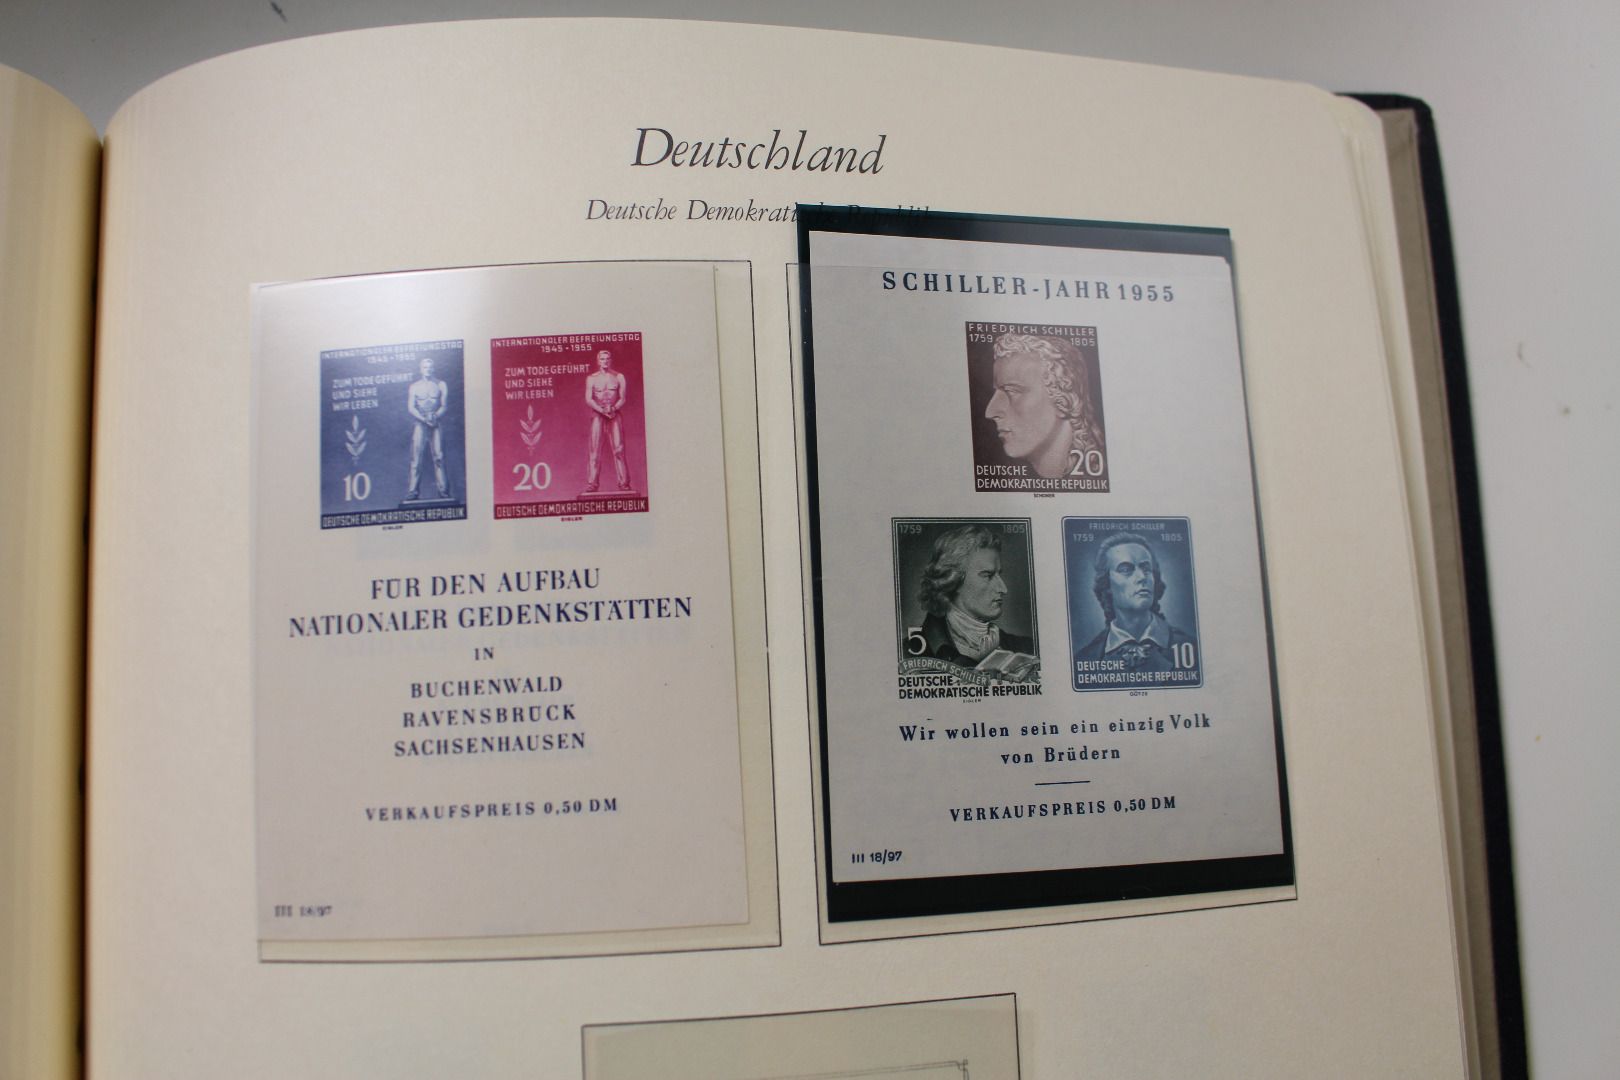 Deutschland
Deutsche Demokratische Republik
INTERNATIONALER BEFREIUNGSTAG
1945 - 1955
ZUM TODE GEFÜHRT
UND SIEHE
WIR LEBEN
10
DEUTSCHE DEMOKRATISCHE REPUBLIK
EIGLER
INTERNATIONALER BEFREIUNGSTAG
1945 - 1955
ZUM TODE GEFÜHRT
UND SIEHE
WIR LEBEN
20
DEUTSCHE DEMOKRATISCHE REPUBLIK
EIGLER
FÜR DEN AUFBAU
NATIONALER GEDENKSTÄTTEN
IN
BUCHENWALD
RAVENSBRÜCK
SACHSENHAUSEN
VERKAUFSPREIS 0,50 DM
III 18/97
SCHILLER-JAHR 1955
FRIEDRICH SCHILLER
1759 1805
20
DEUTSCHE
DEMOKRATISCHE REPUBLIK
1759 1805
5
FRIEDRICH SCHILLER
DEUTSCHE
DEMOKRATISCHE REPUBLIK
EIGLER
FRIEDRICH SCHILLER
1759 1805
10
DEUTSCHE
DEMOKRATISCHE REPUBLIK
GÖTZE
Wir wollen sein ein einzig Volk
von Brüdern
VERKAUFSPREIS 0,50 DM
III 18/97